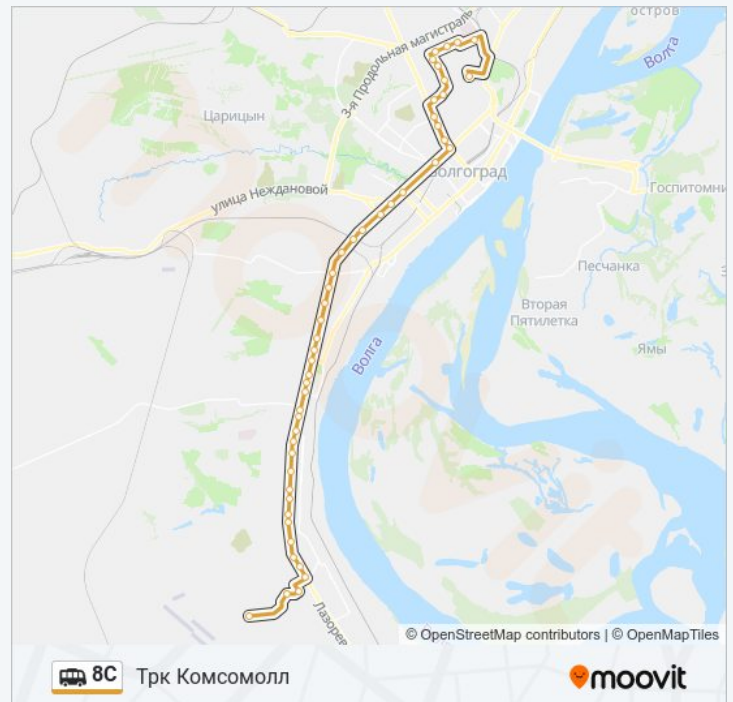 остров
3-я Продольная магистраль
Волга
Царицын
Волгоград
улица Неждановой
Госпитомни
Песчанка
Вторая
Пятилетка
Ямы
Волга
Лазорев
© OpenStreetMap contributors | © OpenMapTiles
8С Трк Комсомолл
moovit